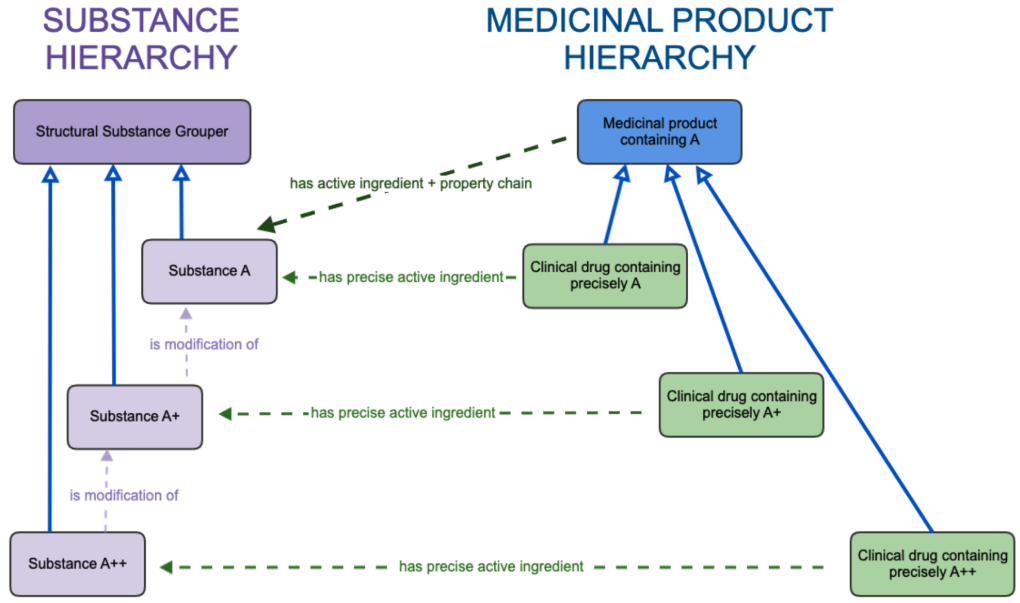 SUBSTANCE
HIERARCHY
MEDICINAL PRODUCT
HIERARCHY
Structural Substance Grouper
Medicinal product
containing A
has active ingredient + property chain
Substance A
has precise active ingredient
Clinical drug containing
precisely A
is modification of
Substance A+
has precise active ingredient
Clinical drug containing
precisely A+
is modification of
Substance A++
has precise active ingredient
Clinical drug containing
precisely A++